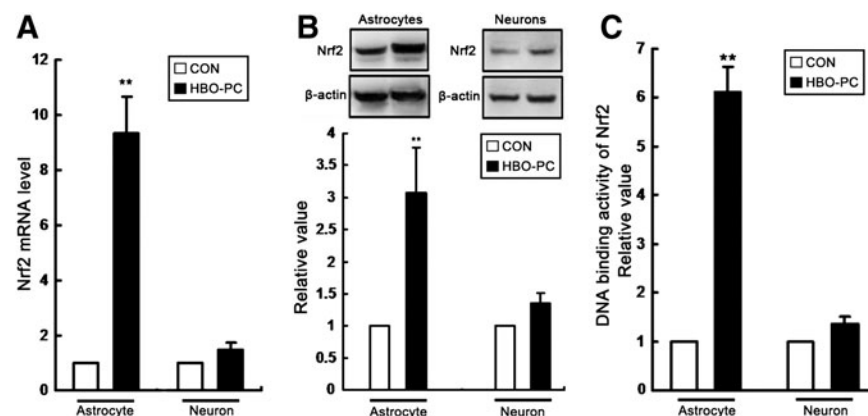 A
Nrf2 mRNA level
12
10
8
6
4
2
0
**
CON
HBO-PC
Astrocyte
Neuron
B
Astrocytes
Neurons
Nrf2
Nrf2
β-actin
β-actin
Relative value
4
3.5
3
2.5
2
1.5
1
0.5
0
**
CON
HBO-PC
Astrocyte
Neuron
C
DNA binding activity of Nrf2
Relative value
7
6
5
4
3
2
1
0
**
CON
HBO-PC
Astrocyte
Neuron